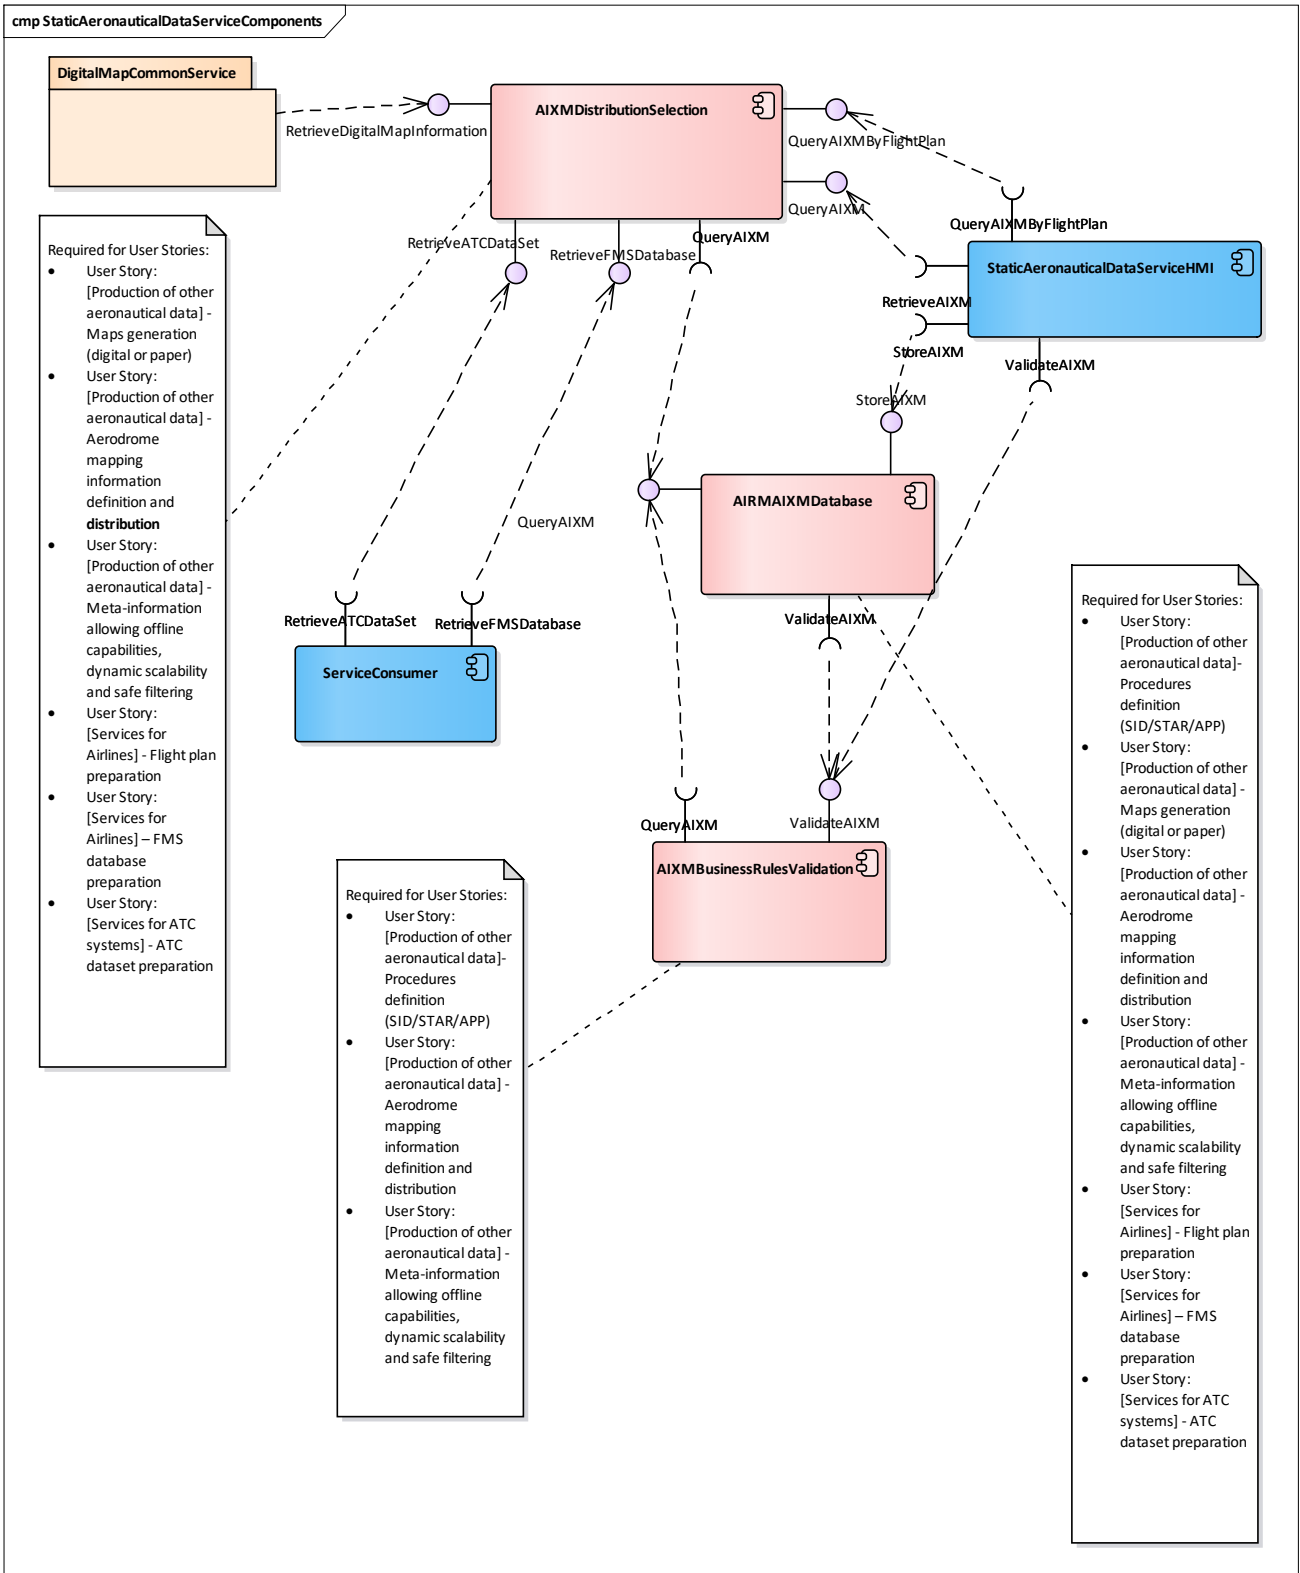 cmp StaticAeronauticalDataServiceComponents
DigitalMapCommonService
RetrieveDigitalMapInformation
AIXMDistributionSelection
QueryAIXMByFlightPlan
QueryAIXM
QueryAIXMByFlightPlan
StaticAeronauticalDataServiceHMI
RetrieveAIXM
StoreAIXM
ValidateAIXM
StoreAIXM
RetrieveATCDataSet
RetrieveFMSDatabase
QueryAIXM
AIRMAIXMDatabase
QueryAIXM
ValidateAIXM
RetrieveATCDataSet
RetrieveFMSDatabase
ServiceConsumer
QueryAIXM
ValidateAIXM
AIXMBusinessRulesValidation
Required for User Stories:
• User Story:
[Production of other
aeronautical data] -
Maps generation
(digital or paper)
• User Story:
[Production of other
aeronautical data] -
Aerodrome
mapping
information
definition and
distribution
• User Story:
[Production of other
aeronautical data] -
Meta-information
allowing offline
capabilities,
dynamic scalability
and safe filtering
• User Story:
[Services for
Airlines] - Flight plan
preparation
• User Story:
[Services for
Airlines] – FMS
database
preparation
• User Story:
[Services for ATC
systems] - ATC
dataset preparation
Required for User Stories:
• User Story:
[Production of other
aeronautical data]-
Procedures
definition
(SID/STAR/APP)
• User Story:
[Production of other
aeronautical data] -
Aerodrome
mapping
information
definition and
distribution
• User Story:
[Production of other
aeronautical data] -
Meta-information
allowing offline
capabilities,
dynamic scalability
and safe filtering
Required for User Stories:
• User Story:
[Production of other
aeronautical data]-
Procedures
definition
(SID/STAR/APP)
• User Story:
[Production of other
aeronautical data] -
Maps generation
(digital or paper)
• User Story:
[Production of other
aeronautical data] -
Aerodrome
mapping
information
definition and
distribution
• User Story:
[Production of other
aeronautical data] -
Meta-information
allowing offline
capabilities,
dynamic scalability
and safe filtering
• User Story:
[Services for
Airlines] - Flight plan
preparation
• User Story:
[Services for
Airlines] – FMS
database
preparation
• User Story:
[Services for ATC
systems] - ATC
dataset preparation